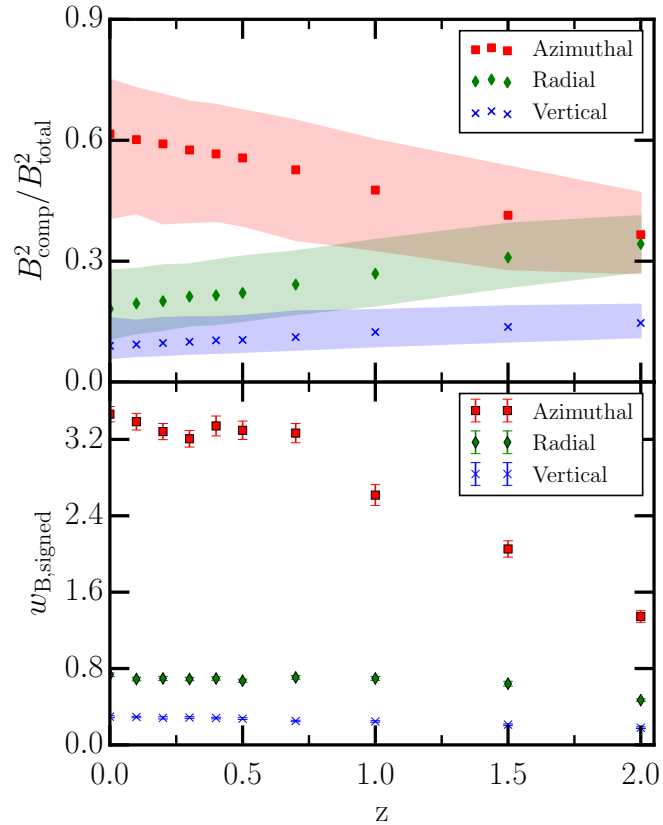 0.9
0.6
0.3
0.0
B²comp/B²total
Azimuthal
Radial
Vertical
3.2
2.4
1.6
0.8
0.0
wB,signed
Azimuthal
Radial
Vertical
0.0 0.5 1.0 1.5 2.0
z